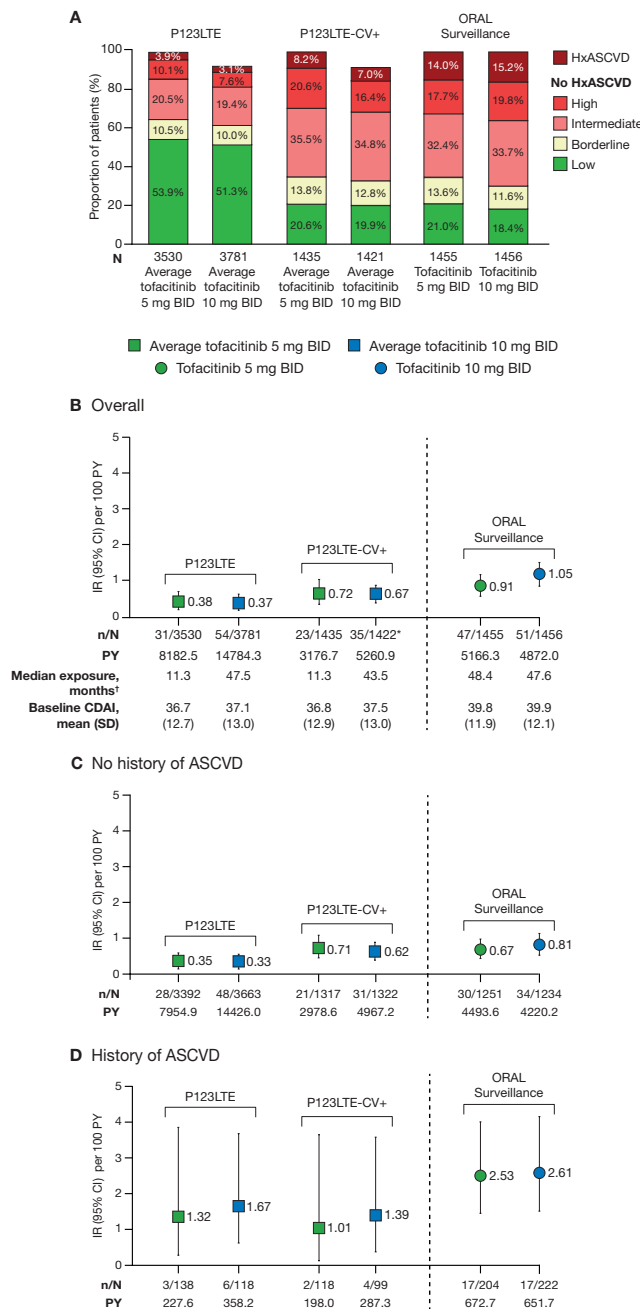 A
P123LTE P123LTE-CV+ ORAL Surveillance
Proportion of patients (%)
100
80
60
40
20
0
3.9% 3.1% 8.2% 7.0% 14.0% 15.2%
10.1% 7.6% 20.6% 16.4% 17.7% 19.8%
20.5% 19.4% 35.5% 34.8% 32.4% 33.7%
10.5% 10.0% 13.8% 12.8% 13.6% 11.6%
53.9% 51.3% 20.6% 19.9% 21.0% 18.4%
HxASCVD
No HxASCVD
High
Intermediate
Borderline
Low
N 3530 3781 1435 1421 1455 1456
Average Average Average Average Tofacitinib Tofacitinib
tofacitinib tofacitinib tofacitinib tofacitinib 5 mg BID 10 mg BID
5 mg BID 10 mg BID 5 mg BID 10 mg BID
Average tofacitinib 5 mg BID Average tofacitinib 10 mg BID
Tofacitinib 5 mg BID Tofacitinib 10 mg BID
B Overall
IR (95% CI) per 100 PY
5
4
3
2
1
0
P123LTE P123LTE-CV+ ORAL Surveillance
0.38 0.37 0.72 0.67 0.91 1.05
n/N 31/3530 54/3781 23/1435 35/1422* 47/1455 51/1456
PY 8182.5 14784.3 3176.7 5260.9 5166.3 4872.0
Median exposure, 11.3 47.5 11.3 43.5 48.4 47.6
months†
Baseline CDAI, 36.7 37.1 36.8 37.5 39.8 39.9
mean (SD) (12.7) (13.0) (12.9) (13.0) (11.9) (12.1)
C No history of ASCVD
IR (95% CI) per 100 PY
5
4
3
2
1
0
P123LTE P123LTE-CV+ ORAL Surveillance
0.35 0.33 0.71 0.62 0.67 0.81
n/N 28/3392 48/3663 21/1317 31/1322 30/1251 34/1234
PY 7954.9 14426.0 2978.6 4967.2 4493.6 4220.2
D History of ASCVD
IR (95% CI) per 100 PY
5
4
3
2
1
0
P123LTE P123LTE-CV+ ORAL Surveillance
1.32 1.67 1.01 1.39 2.53 2.61
n/N 3/138 6/118 2/118 4/99 17/204 17/222
PY 227.6 358.2 198.0 287.3 672.7 651.7